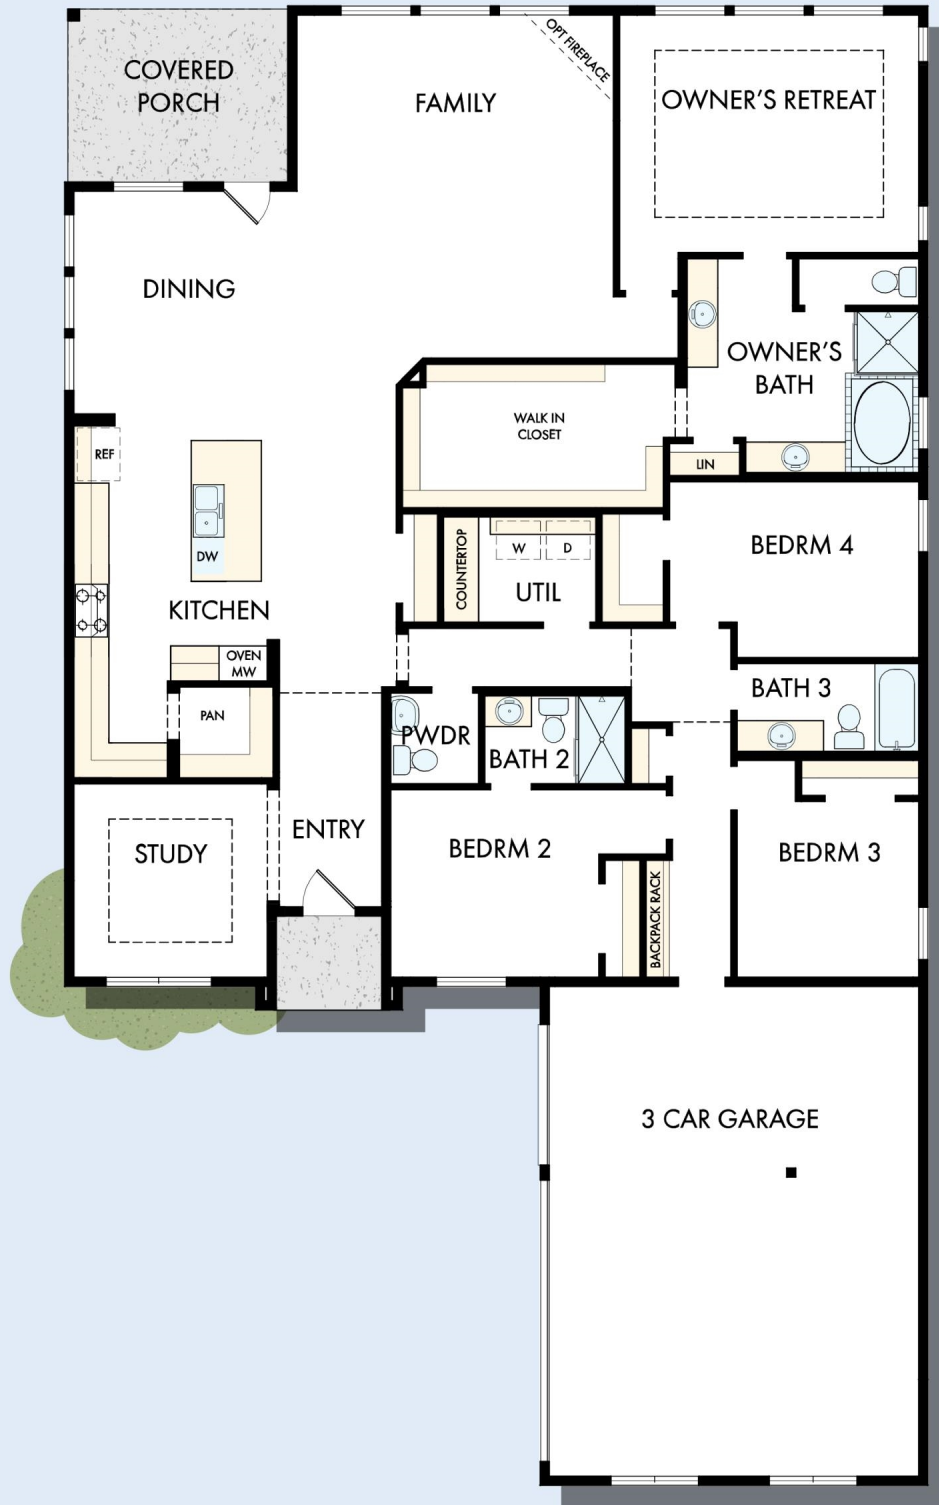 COVERED
PORCH
FAMILY
OPT FIREPLACE
OWNER'S RETREAT
DINING
OWNER'S
BATH
WALK IN
CLOSET
REF
LIN
DW
COUNTERTOP
W
D
UTIL
BEDRM 4
KITCHEN
OVEN
MW
PAN
PWDR
BATH 2
BATH 3
STUDY
ENTRY
BEDRM 2
BACKPACK RACK
BEDRM 3
3 CAR GARAGE